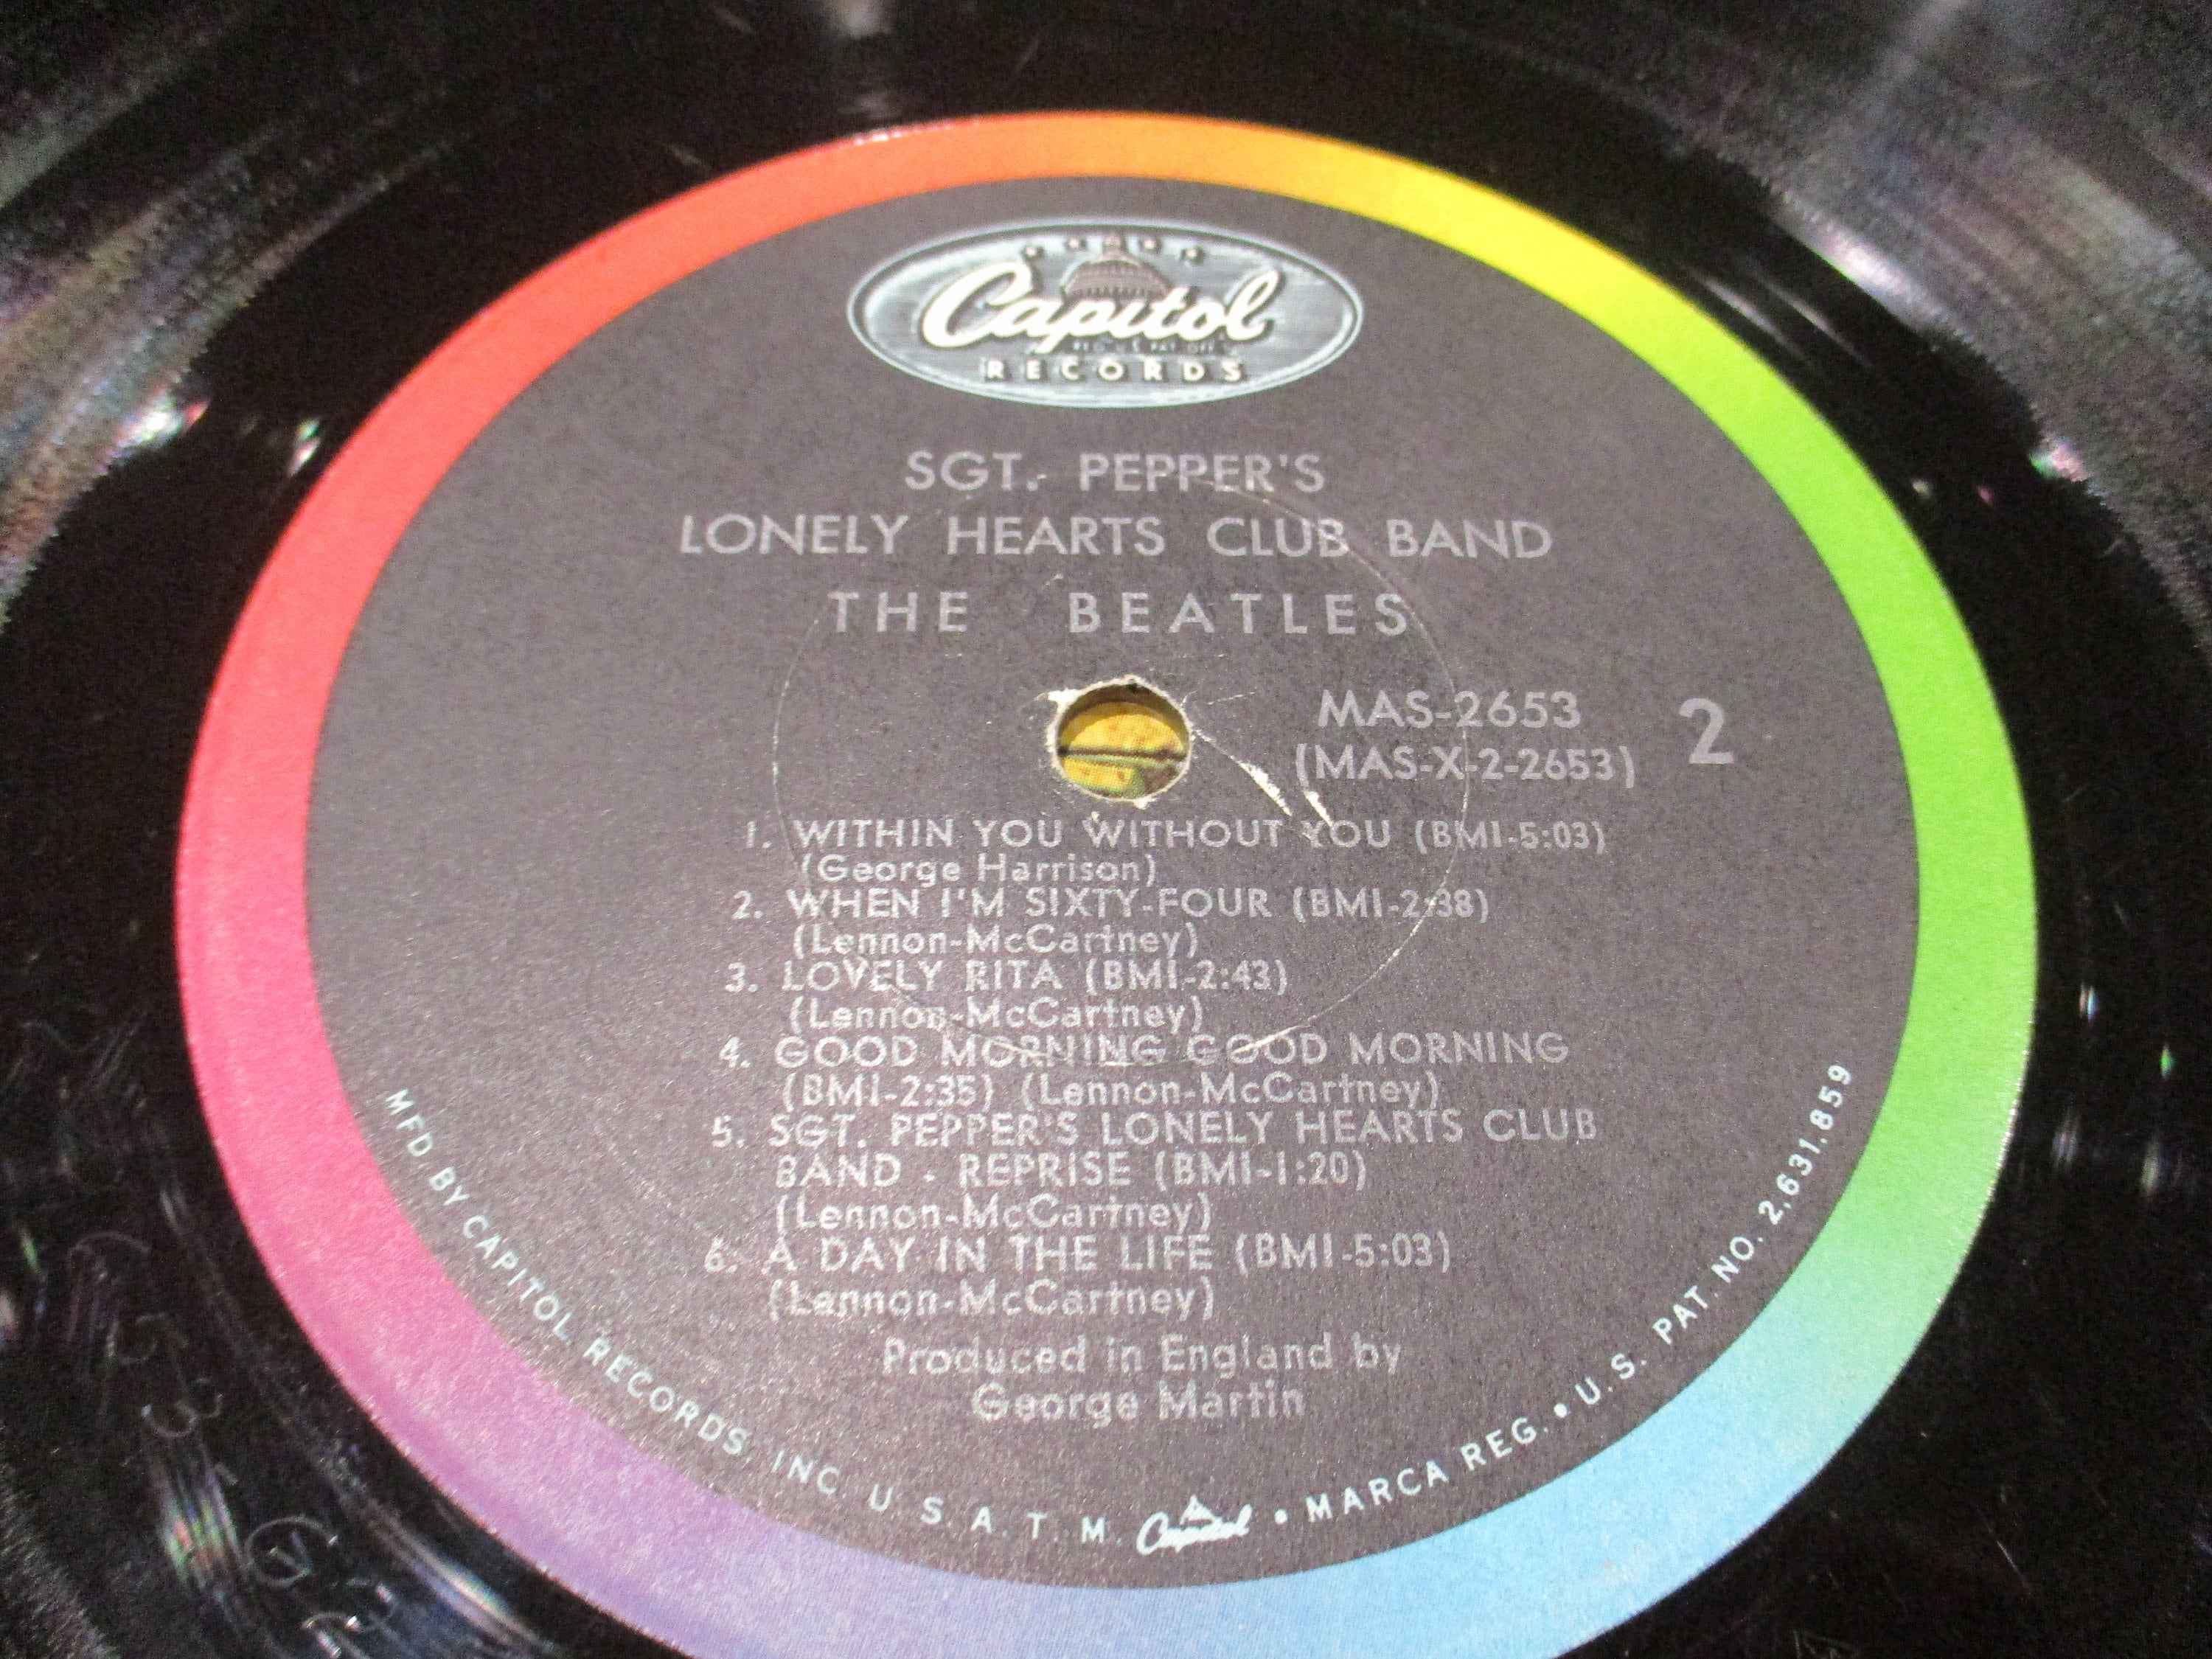 Capitol
RECORDS
SGT. PEPPER'S
LONELY HEARTS CLUB BAND
THE BEATLES
MAS-2653
(MAS-X-2-2653)
2
1. WITHIN YOU WITHOUT YOU (BMI-5:03)
(George Harrison)
2. WHEN I'M SIXTY-FOUR (BMI-2:38)
(Lennon-McCartney)
3. LOVELY RITA (BMI-2:43)
(Lennon-McCartney)
4. GOOD MORNING GOOD MORNING
(BMI-2:35) (Lennon-McCartney)
5. SGT. PEPPER'S LONELY HEARTS CLUB
BAND - REPRISE (BMI-1:20)
(Lennon-McCartney)
6. A DAY IN THE LIFE (BMI-5:03)
(Lennon-McCartney)
Produced in England by
George Martin
MFD. BY CAPITOL RECORDS, INC. U.S.A. T.M. Capitol • MARCA REG. • U.S. PAT. NO. 2,631,859